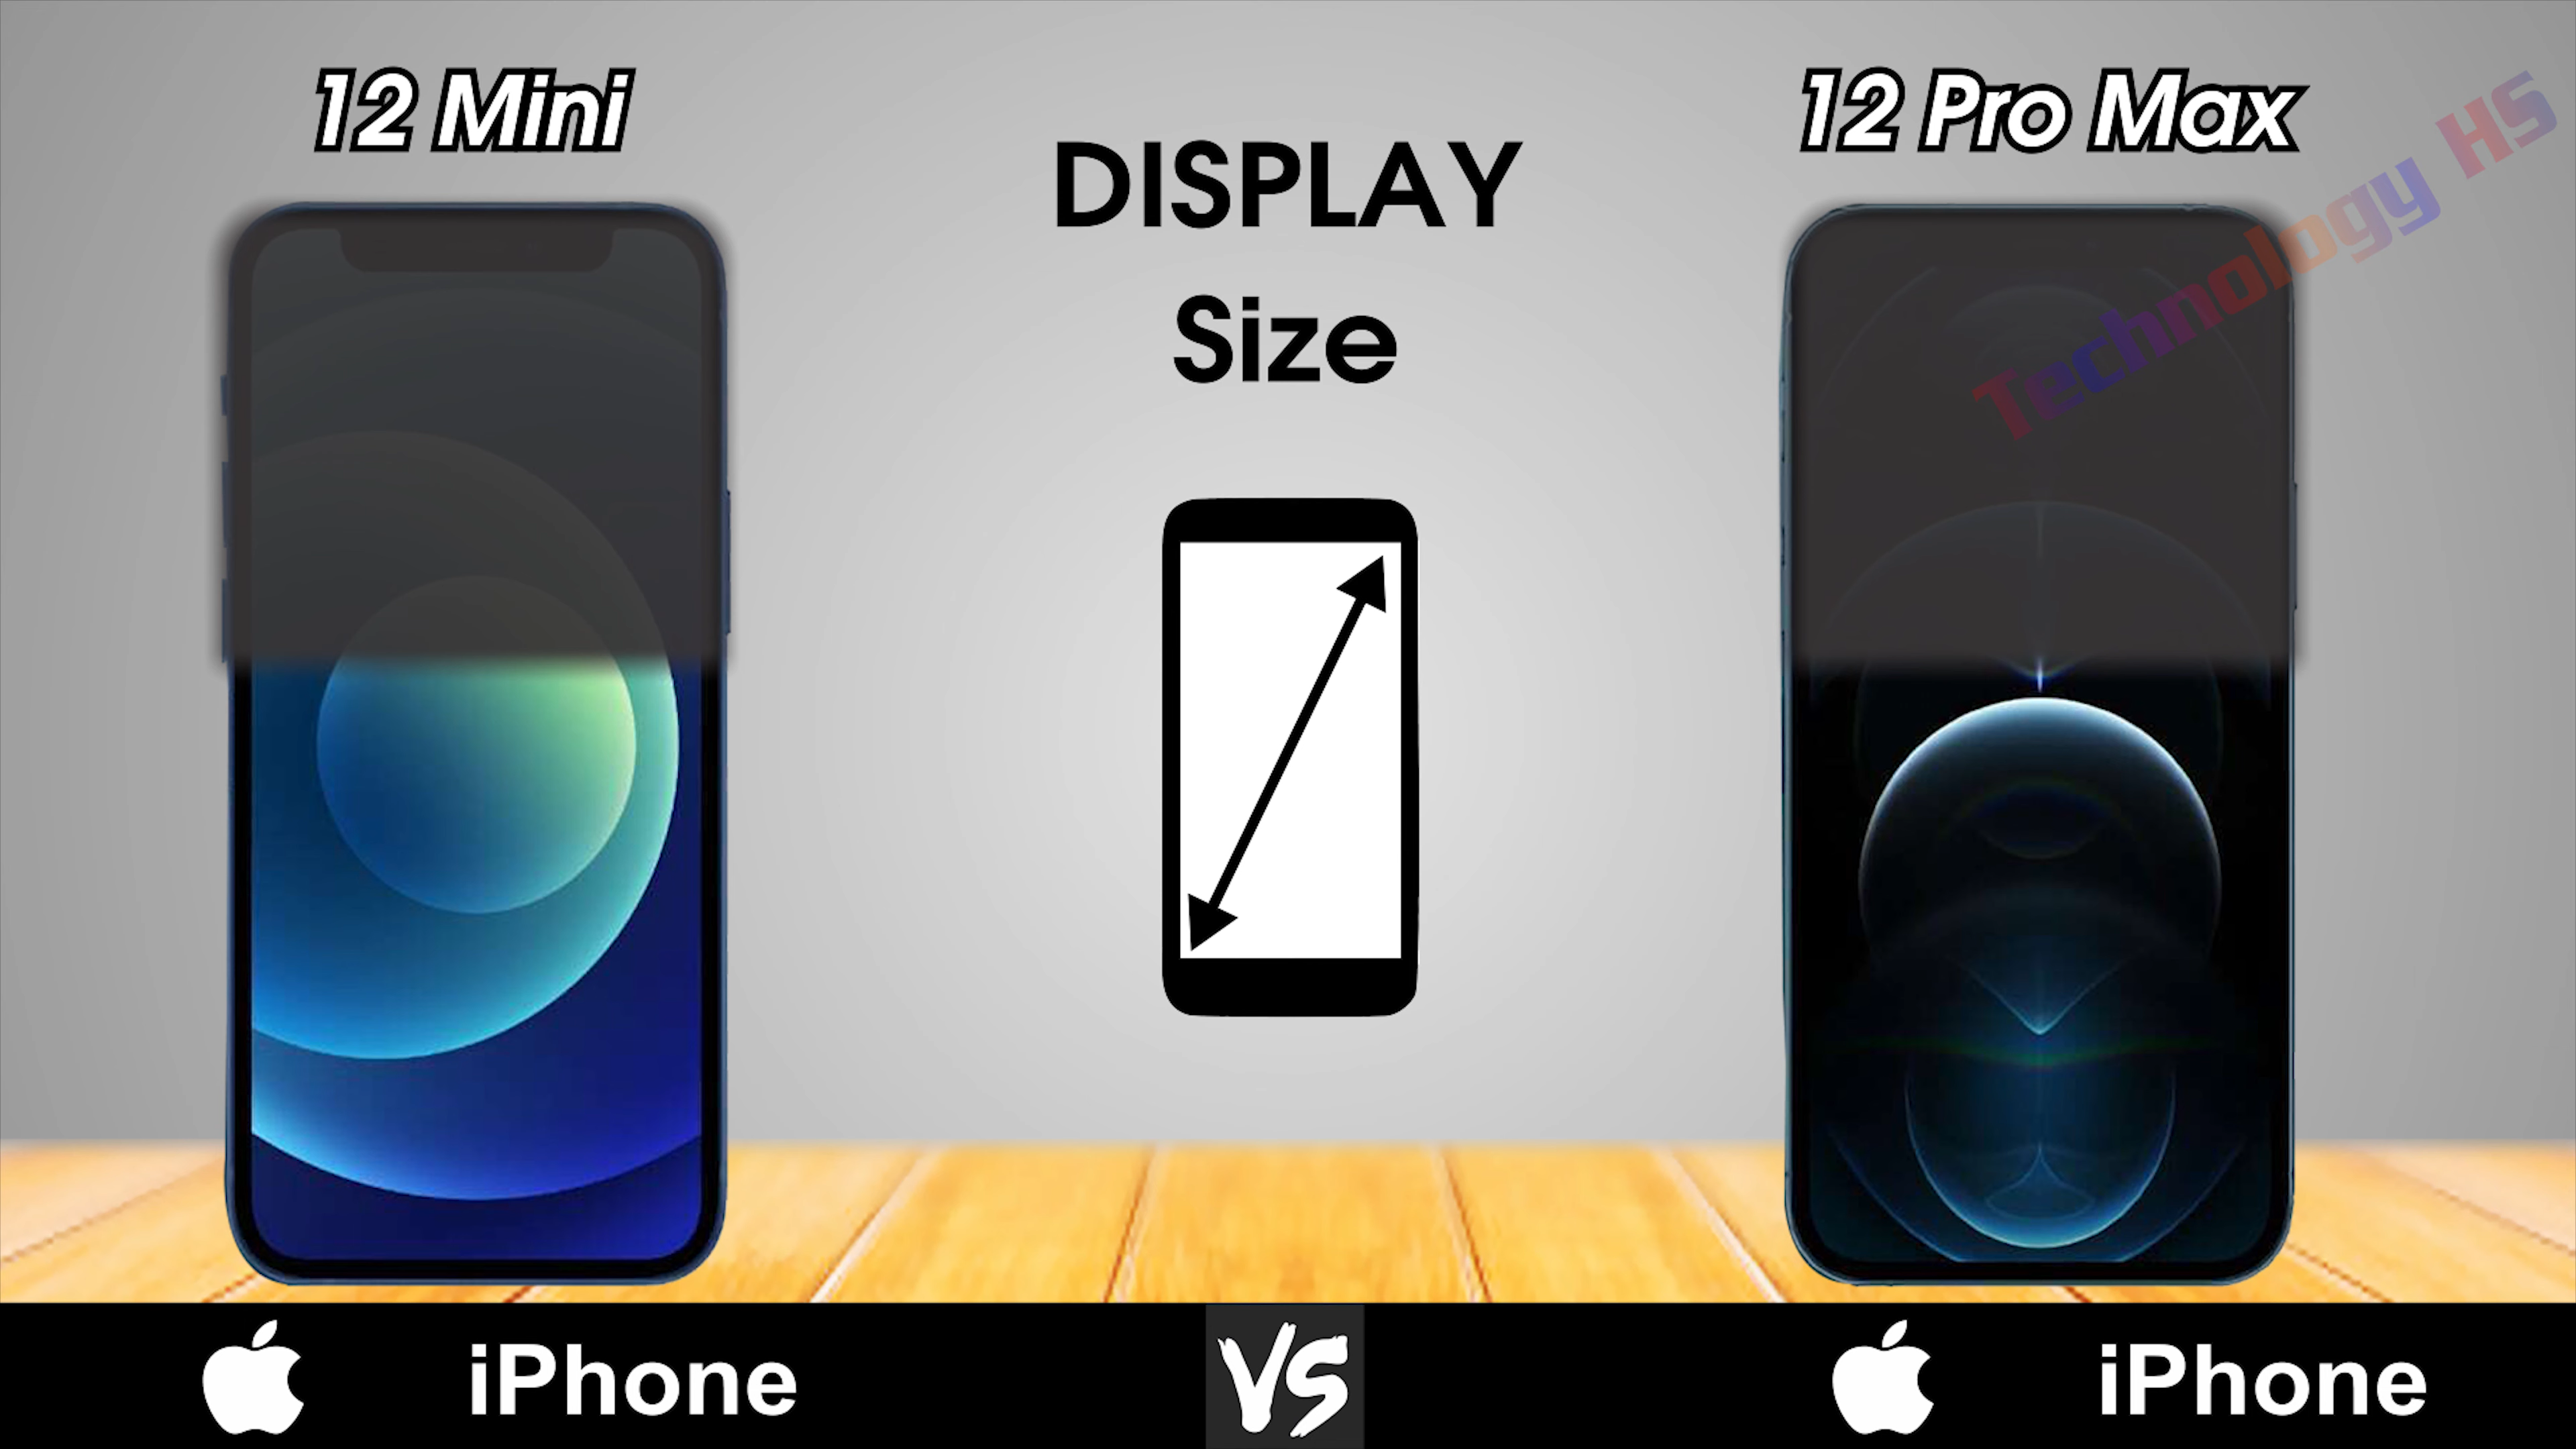 12 Mini
DISPLAY
Size
12 Pro Max
Technology HS
iPhone
VS
iPhone